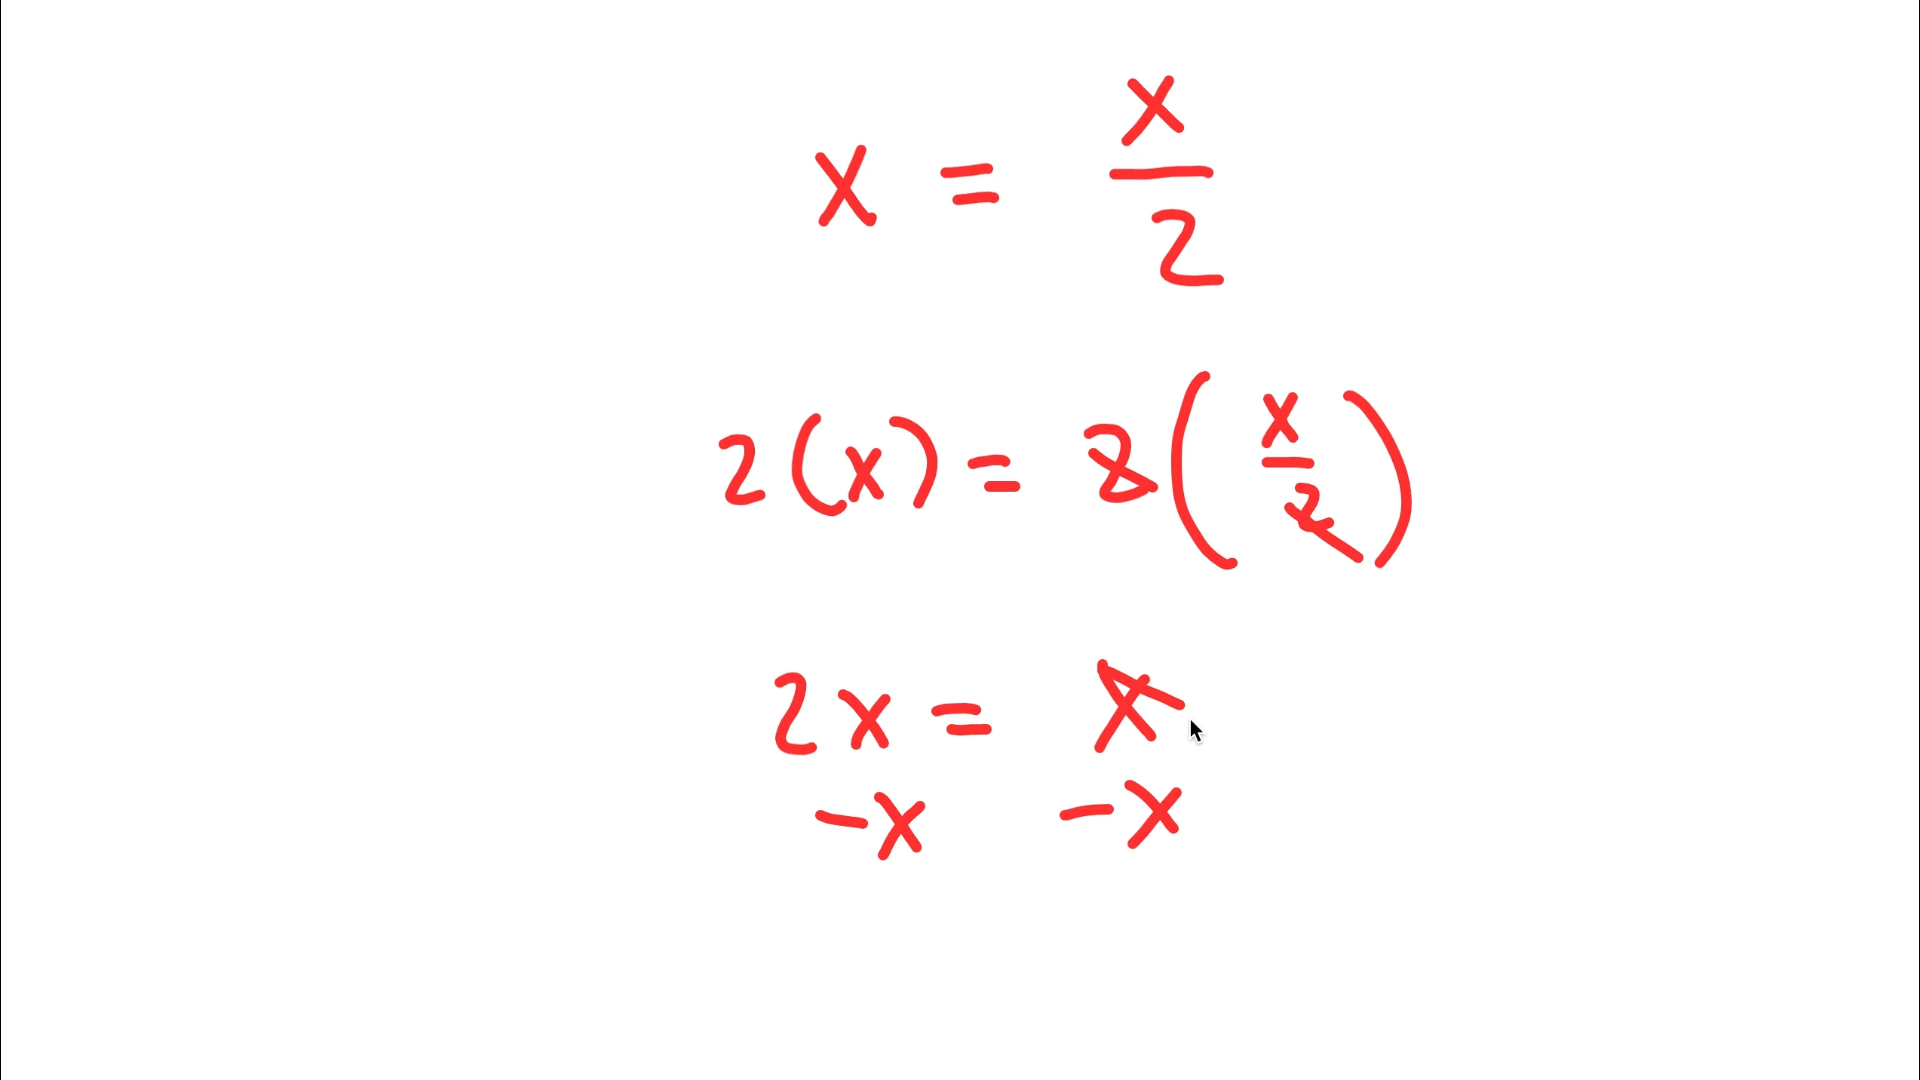 x = x/2
2(x) = 2(x/2)
2x = x
-x -x